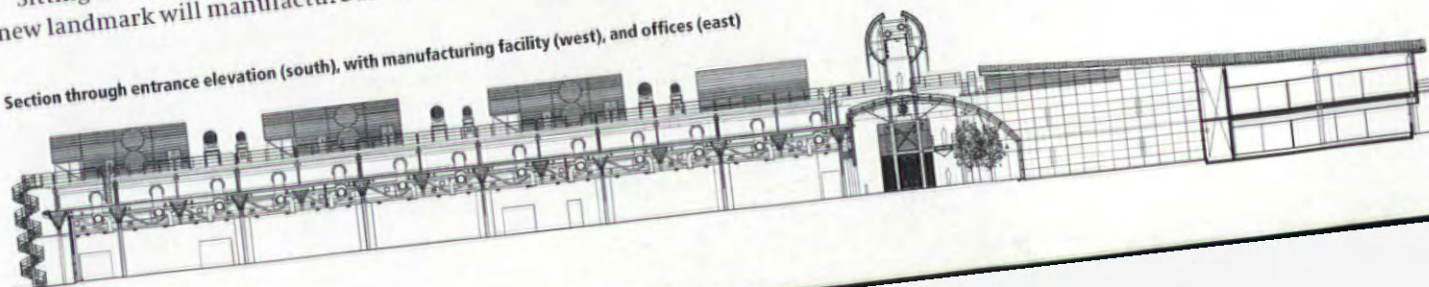 new landmark will manufacture
Section through entrance elevation (south), with manufacturing facility (west), and offices (east)